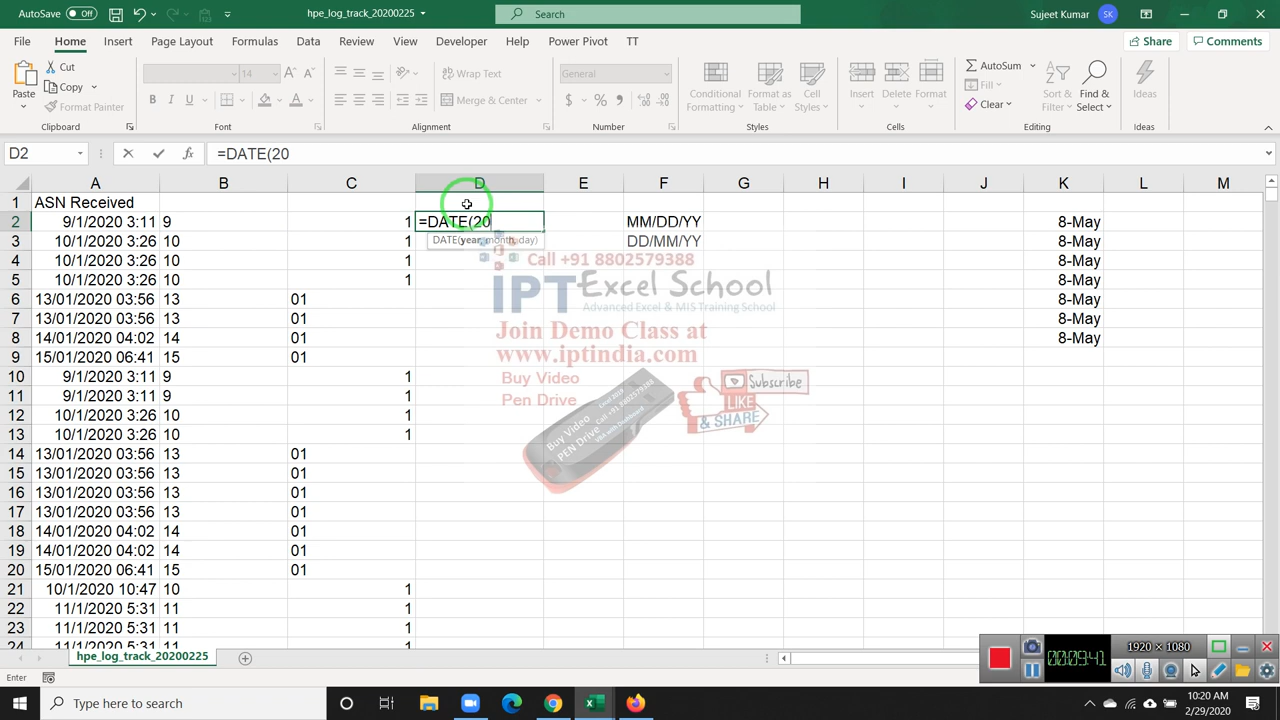 AutoSave Off hpe_log_track_20200225 Search Sujeet Kumar SK
File Home Insert Draw Page Layout Formulas Data Review View Developer Help Power Pivot TT Share Comments
Paste Cut Copy Format Painter
14 B I U
Wrap Text Merge & Center
General $ %
Conditional Formatting Format as Table Cell Styles
Insert Delete Format
AutoSum Fill Clear Sort & Filter Find & Select Ideas
Clipboard Font Alignment Number Styles Cells Editing Ideas
D2 fx =DATE(20
A B C D E F G H I J K L M
1 ASN Received
2 9/1/2020 3:11 9 1 =DATE(20 MM/DD/YY 8-May
DATE(year, month, day)
3 10/1/2020 3:26 10 1 DD/MM/YY 8-May
4 10/1/2020 3:26 10 1 8-May
5 10/1/2020 3:26 10 1 8-May
6 13/01/2020 03:56 13 01 8-May
7 13/01/2020 03:56 13 01 8-May
8 14/01/2020 04:02 14 01 8-May
9 15/01/2020 06:41 15 01
10 9/1/2020 3:11 9 1
11 9/1/2020 3:11 9 1
12 10/1/2020 3:26 10 1
13 10/1/2020 3:26 10 1
14 13/01/2020 03:56 13 01
15 13/01/2020 03:56 13 01
16 13/01/2020 03:56 13 01
17 13/01/2020 03:56 13 01
18 14/01/2020 04:02 14 01
19 14/01/2020 04:02 14 01
20 15/01/2020 06:41 15 01
21 10/1/2020 10:47 10 1
22 11/1/2020 5:31 11 1
23 11/1/2020 5:31 11 1
24 11/1/2020 5:31 11 1
Call +91 8802579388
IPT Excel School
Advanced Excel & MIS Training School
Join Demo Class at
www.iptindia.com
Buy Video
Pen Drive
Subscribe
LIKE
& SHARE
Buy Video
PEN Drive
Call +91 8802579388
hpe_log_track_20200225
Enter
00:09:41 1920 × 1080
Type here to search
10:20 AM
2/29/2020